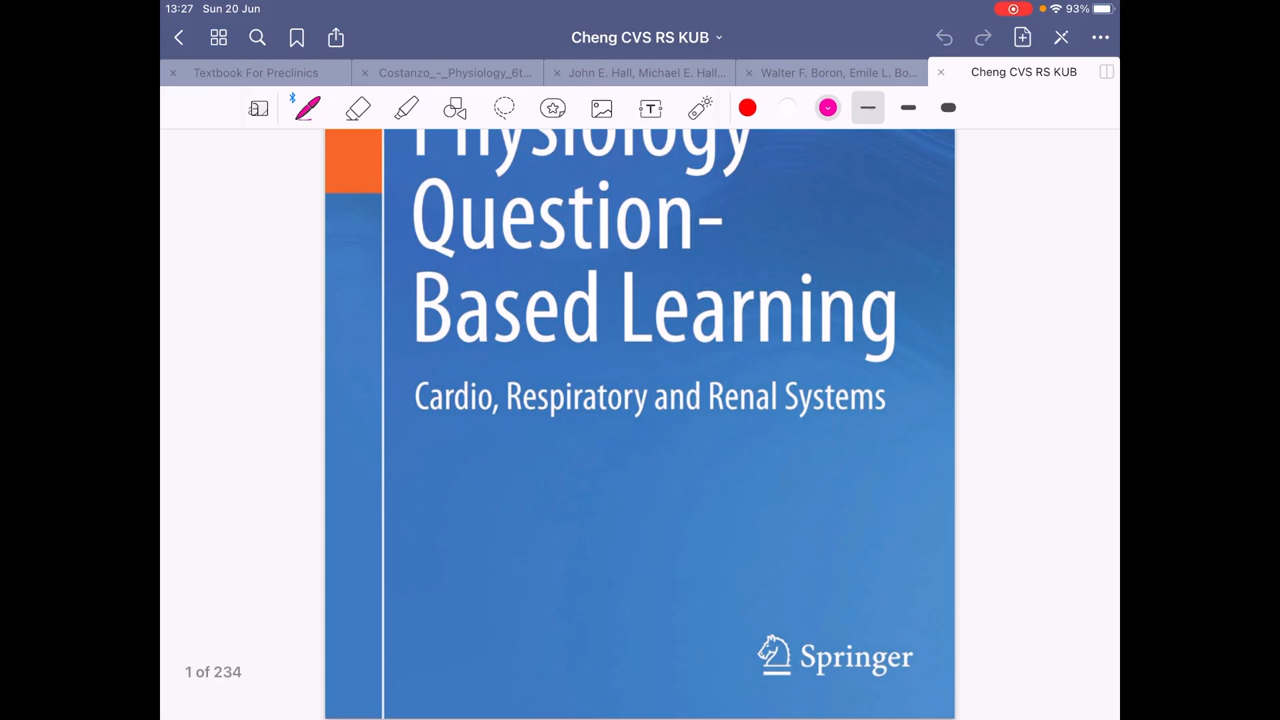 13:27 Sun 20 Jun 93%
Cheng CVS RS KUB
Textbook For Preclinics
Costanzo_-_Physiology_6t...
John E. Hall, Michael E. Hall...
Walter F. Boron, Emile L. Bo...
Cheng CVS RS KUB
Physiology
Question-
Based Learning
Cardio, Respiratory and Renal Systems
Springer
1 of 234